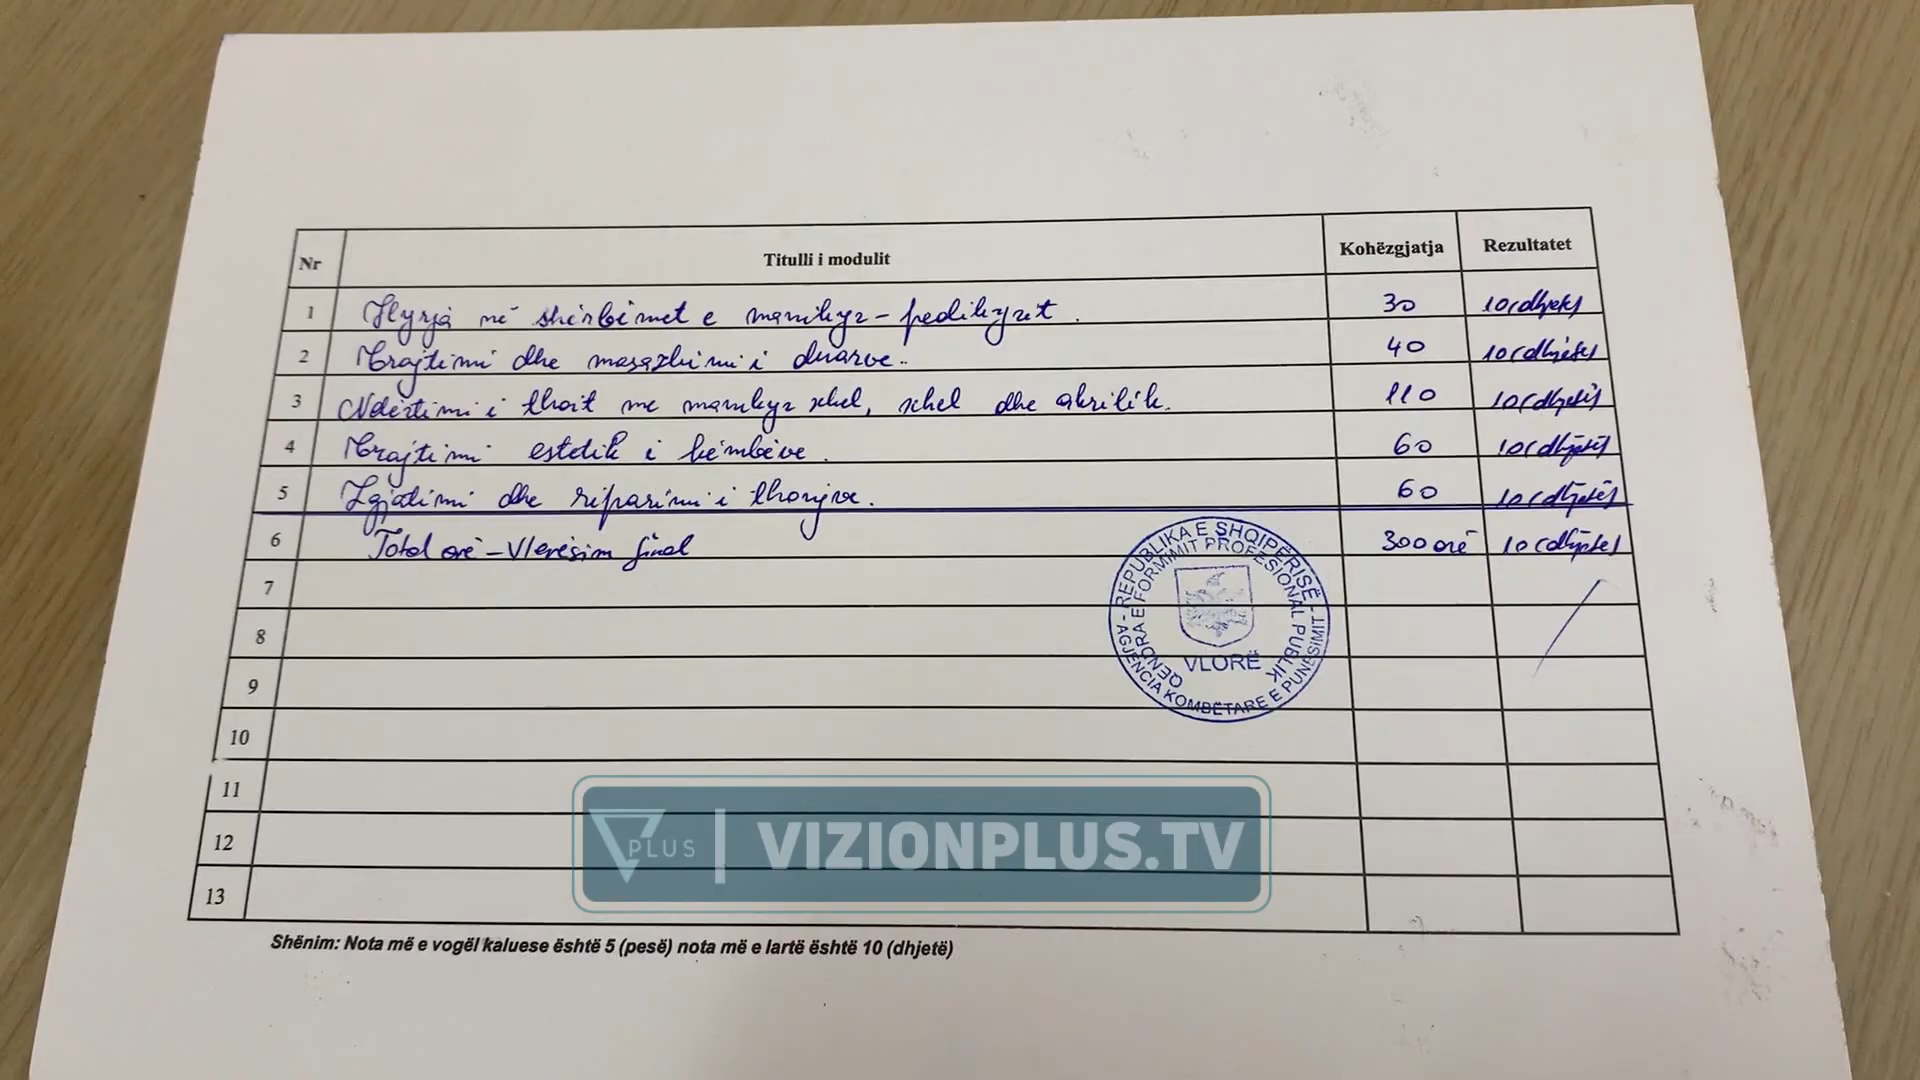 Nr Titulli i modulit Kohëzgjatja Rezultatet
1 Hyrja në shërbimet e manikyr - pedikyrit. 30 10(dhjetë)
2 Trajtimi dhe masazhimi i duarve. 40 10(dhjetë)
3 Ndërtimi i thoit me manikyr xhel, xhel dhe akrilik. 110 10(dhjetë)
4 Trajtimi estetik i këmbëve. 60 10(dhjetë)
5 Zgjatimi dhe riparimi i thonjve. 60 10(dhjetë)
6 Total orë - Vlerësim final 300 orë 10(dhjetë)
7
8
9
10
11
12
13
REPUBLIKA E SHQIPËRISË - AGJENCIA KOMBËTARE E PUNËSIMIT
QENDRA E FORMIMIT PROFESIONAL PUBLIK
VLORË
PLUS | VIZIONPLUS.TV
Shënim: Nota më e vogël kaluese është 5 (pesë) nota më e lartë është 10 (dhjetë)